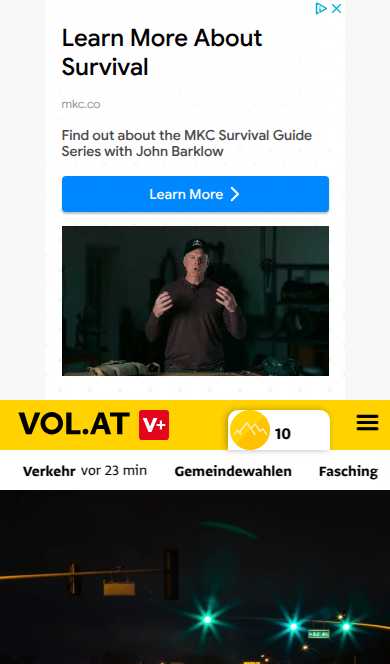 Learn More About
Survival
mkc.co
Find out about the MKC Survival Guide
Series with John Barklow
Learn More
VOL.AT V+
10
Verkehr vor 23 min Gemeindewahlen Fasching